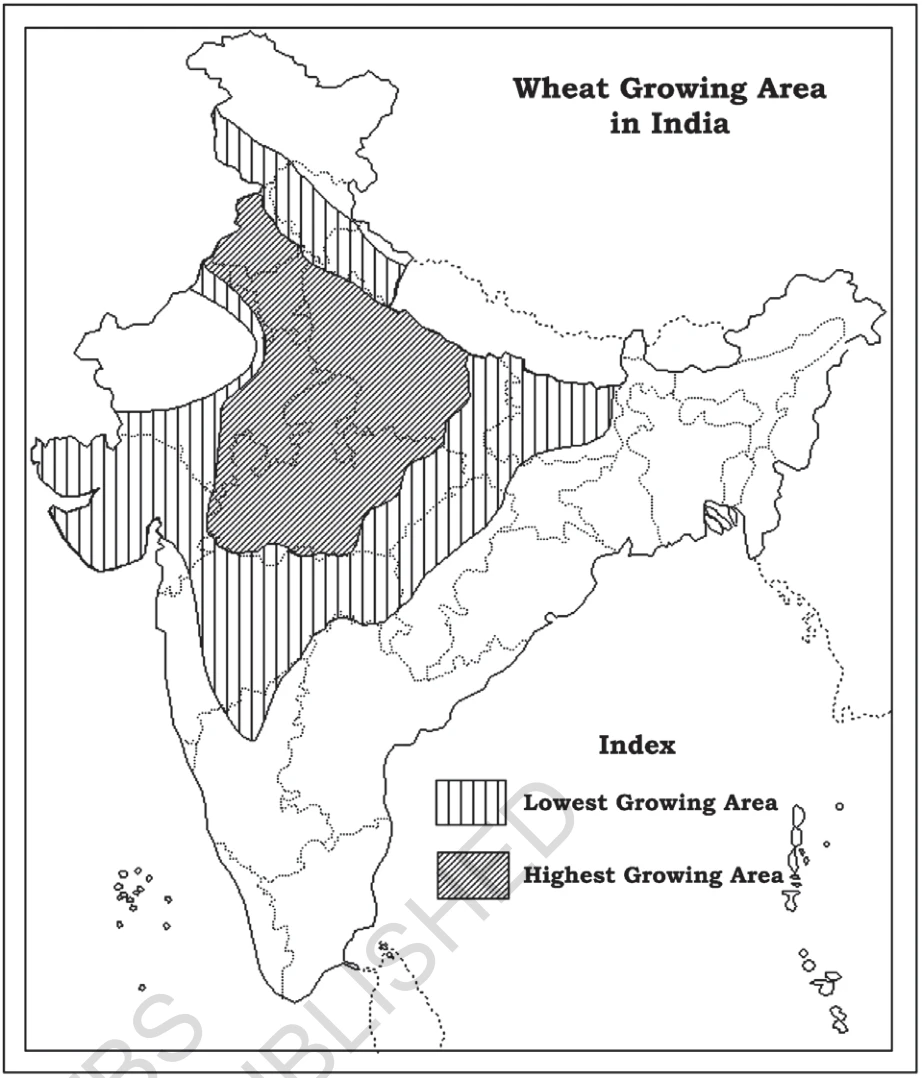 Wheat Growing Area
in India
Index
Lowest Growing Area
Highest Growing Area